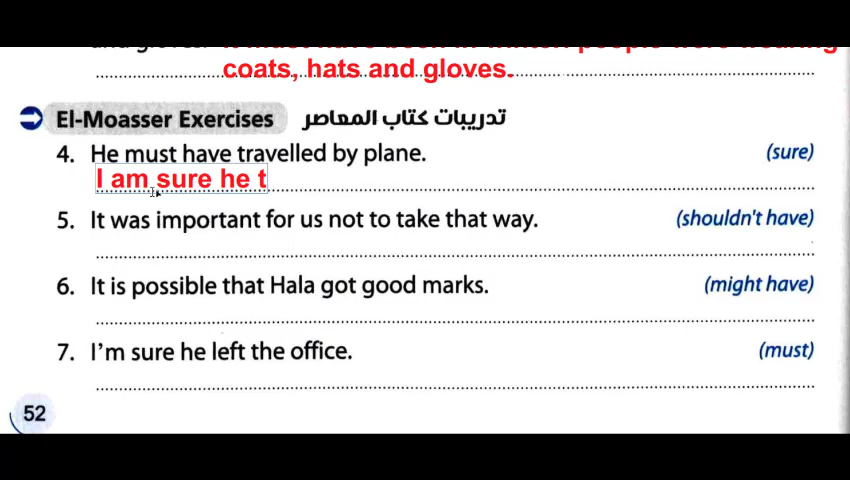 coats, hats and gloves.
El-Moasser Exercises تدريبات كتاب المعاصر
4. He must have travelled by plane. (sure)
I am sure he t
5. It was important for us not to take that way. (shouldn't have)
6. It is possible that Hala got good marks. (might have)
7. I'm sure he left the office. (must)
52